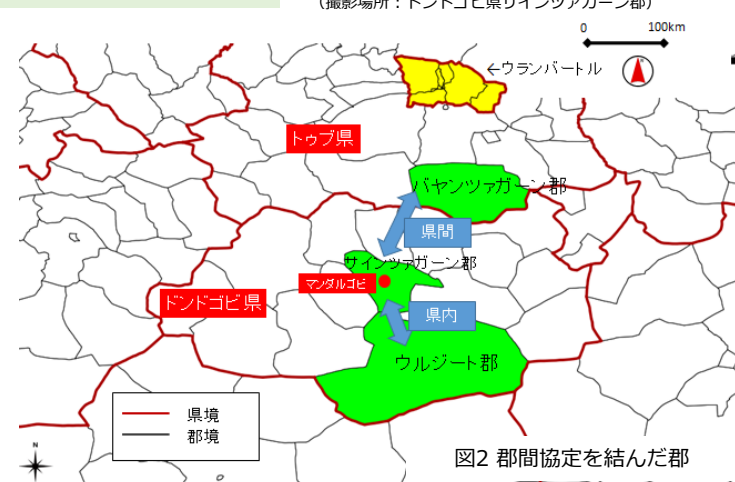 （撮影場所：ドンドゴビ県サインツァガーン郡）
0 100km
←ウランバートル
トゥブ県
バヤンツァガーン郡
県間
サインツァガーン郡
マンダルゴビ
ドンドゴビ県
県内
ウルジート郡
県境
郡境
N
図2 郡間協定を結んだ郡